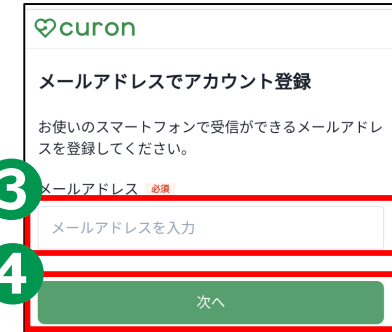 curon
メールアドレスでアカウント登録
お使いのスマートフォンで受信ができるメールアドレ
スを登録してください。
3
メールアドレス 必須
メールアドレスを入力
4
次へ